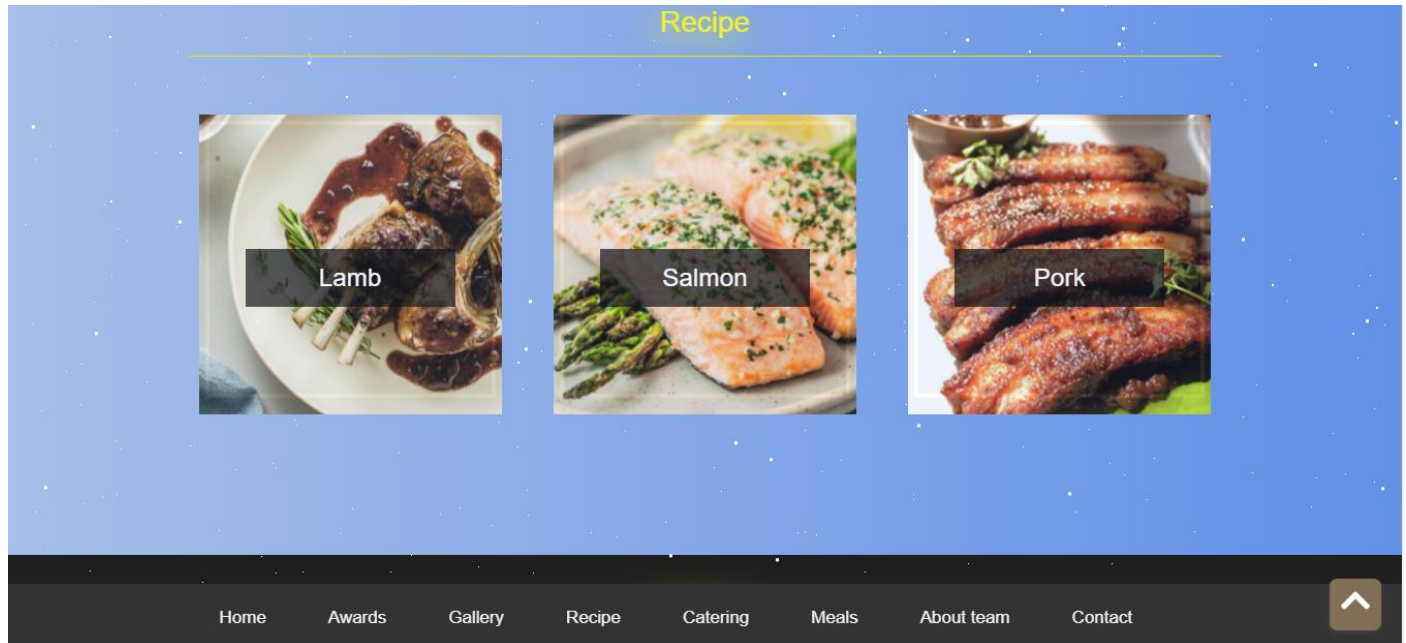 Recipe
Lamb Salmon Pork
Home Awards Gallery Recipe Catering Meals About team Contact